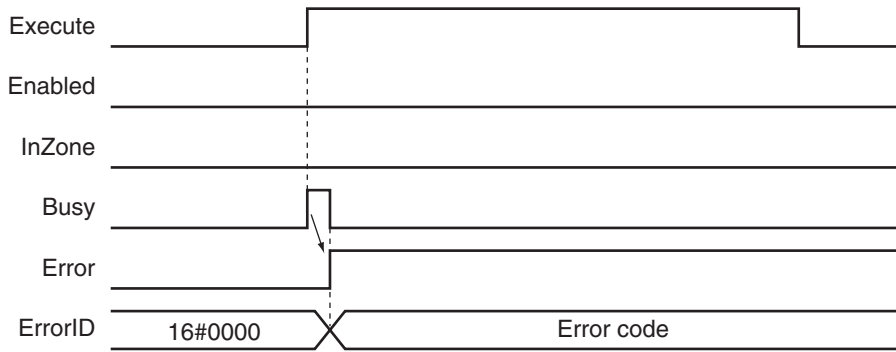 Execute
Enabled
InZone
Busy
Error
ErrorID 16#0000 Error code